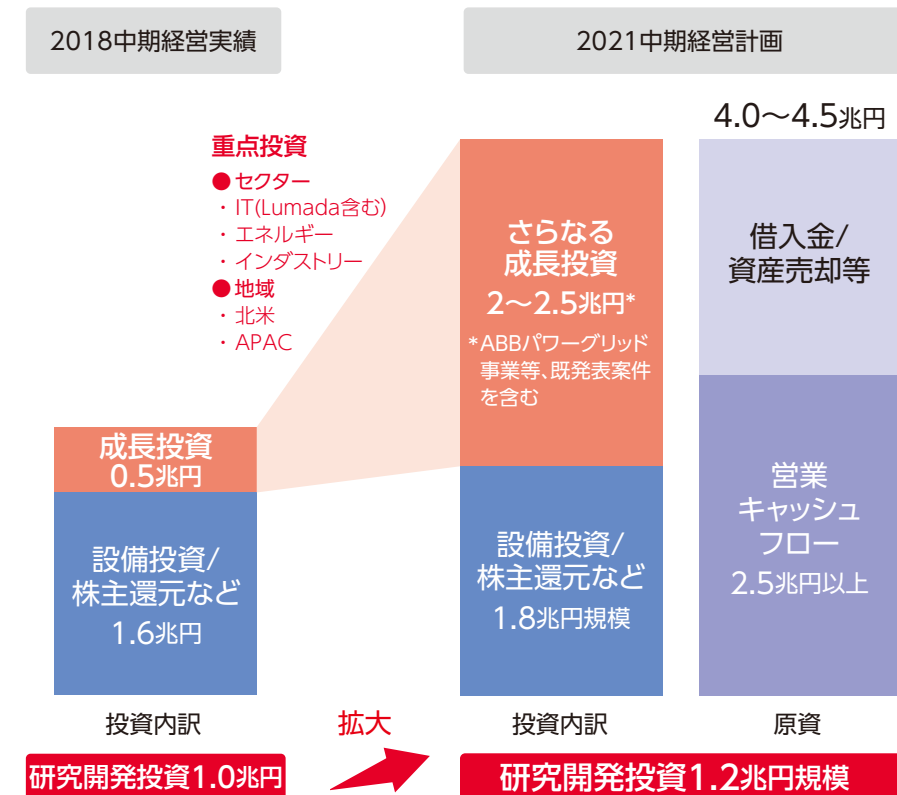 2018中期経営実績
2021中期経営計画
4.0〜4.5兆円
重点投資
●セクター
・IT(Lumada含む)
・エネルギー
・インダストリー
●地域
・北米
・APAC
成長投資
0.5兆円
設備投資/
株主還元など
1.6兆円
さらなる
成長投資
2〜2.5兆円*
*ABBパワーグリッド
事業等、既発表案件
を含む
設備投資/
株主還元など
1.8兆円規模
借入金/
資産売却等
営業
キャッシュ
フロー
2.5兆円以上
投資内訳
拡大
投資内訳
原資
研究開発投資1.0兆円
研究開発投資1.2兆円規模